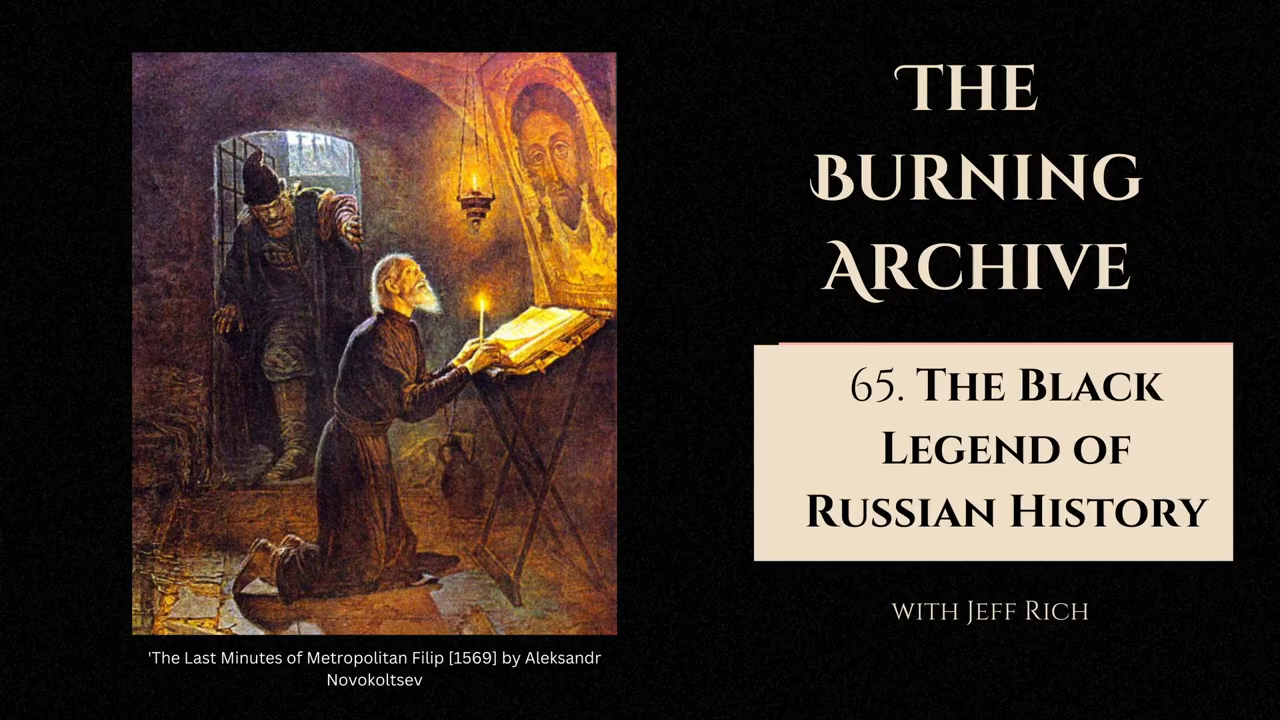 THE
BURNING
ARCHIVE
65. THE BLACK
LEGEND OF
RUSSIAN HISTORY
WITH JEFF RICH
'The Last Minutes of Metropolitan Filip [1569] by Aleksandr
Novokoltsev